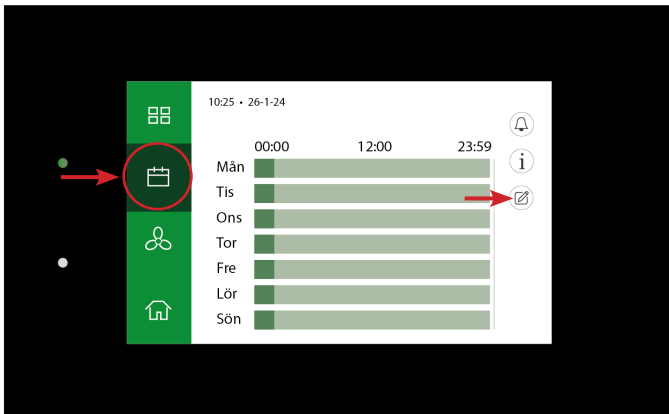 10:25 • 26-1-24
00:00 12:00 23:59
Mån
Tis
Ons
Tor
Fre
Lör
Sön
i